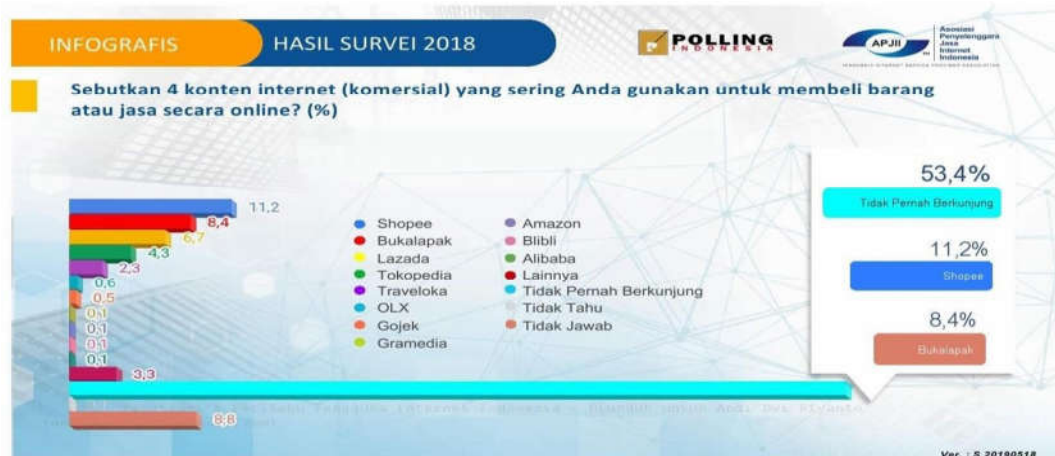 INFOGRAFIS
HASIL SURVEI 2018
POLLING
INDONESIA
APJII
Asosiasi
Penyelenggara
Jasa
Internet
Indonesia
Sebutkan 4 konten internet (komersial) yang sering Anda gunakan untuk membeli barang
atau jasa secara online? (%)
11,2
8,4
6,7
4,3
2,3
0,6
0,5
0,1
0,1
0,1
0,1
3,3
8,8
Shopee
Bukalapak
Lazada
Tokopedia
Traveloka
OLX
Gojek
Gramedia
Amazon
Blibli
Alibaba
Lainnya
Tidak Pernah Berkunjung
Tidak Tahu
Tidak Jawab
53,4%
Tidak Pernah Berkunjung
11,2%
Shopee
8,4%
Bukalapak
Ver. : S.20190518